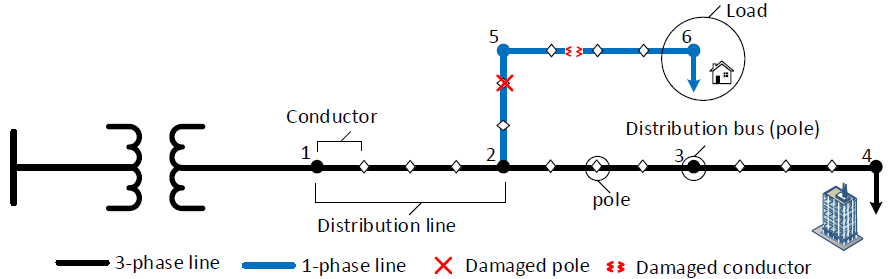 Load
5
6
Conductor
Distribution bus (pole)
1
2
3
4
pole
Distribution line
3-phase line
1-phase line
Damaged pole
Damaged conductor